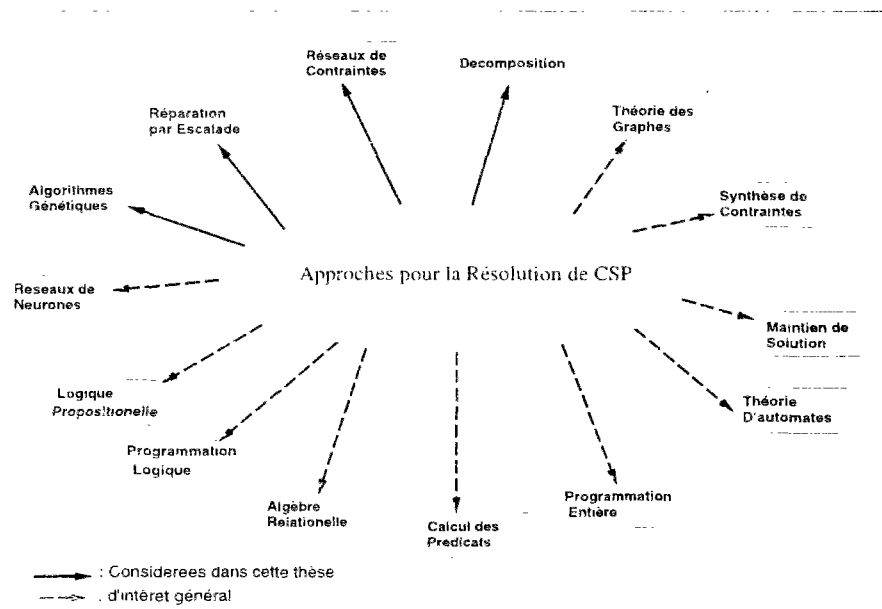 Réseaux de
Contraintes
Decomposition
Réparation
par Escalade
Théorie des
Graphes
Algorithmes
Génétiques
Synthèse de
Contraintes
Approches pour la Résolution de CSP
Reseaux de
Neurones
Maintien de
Solution
Logique
Propositionelle
Théorie
D'automates
Programmation
Logique
Algèbre
Relationelle
Calcul des
Predicats
Programmation
Entière
: Considerees dans cette thèse
: d'intèret général